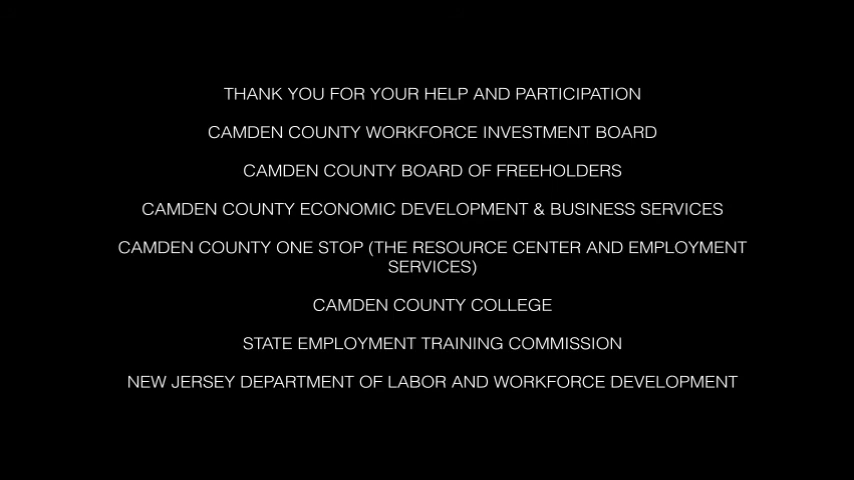 THANK YOU FOR YOUR HELP AND PARTICIPATION
CAMDEN COUNTY WORKFORCE INVESTMENT BOARD
CAMDEN COUNTY BOARD OF FREEHOLDERS
CAMDEN COUNTY ECONOMIC DEVELOPMENT & BUSINESS SERVICES
CAMDEN COUNTY ONE STOP (THE RESOURCE CENTER AND EMPLOYMENT
SERVICES)
CAMDEN COUNTY COLLEGE
STATE EMPLOYMENT TRAINING COMMISSION
NEW JERSEY DEPARTMENT OF LABOR AND WORKFORCE DEVELOPMENT